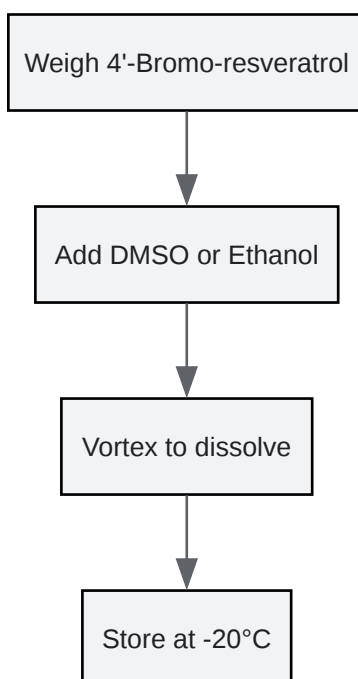 Weigh 4'-Bromo-resveratrol
Add DMSO or Ethanol
Vortex to dissolve
Store at -20°C